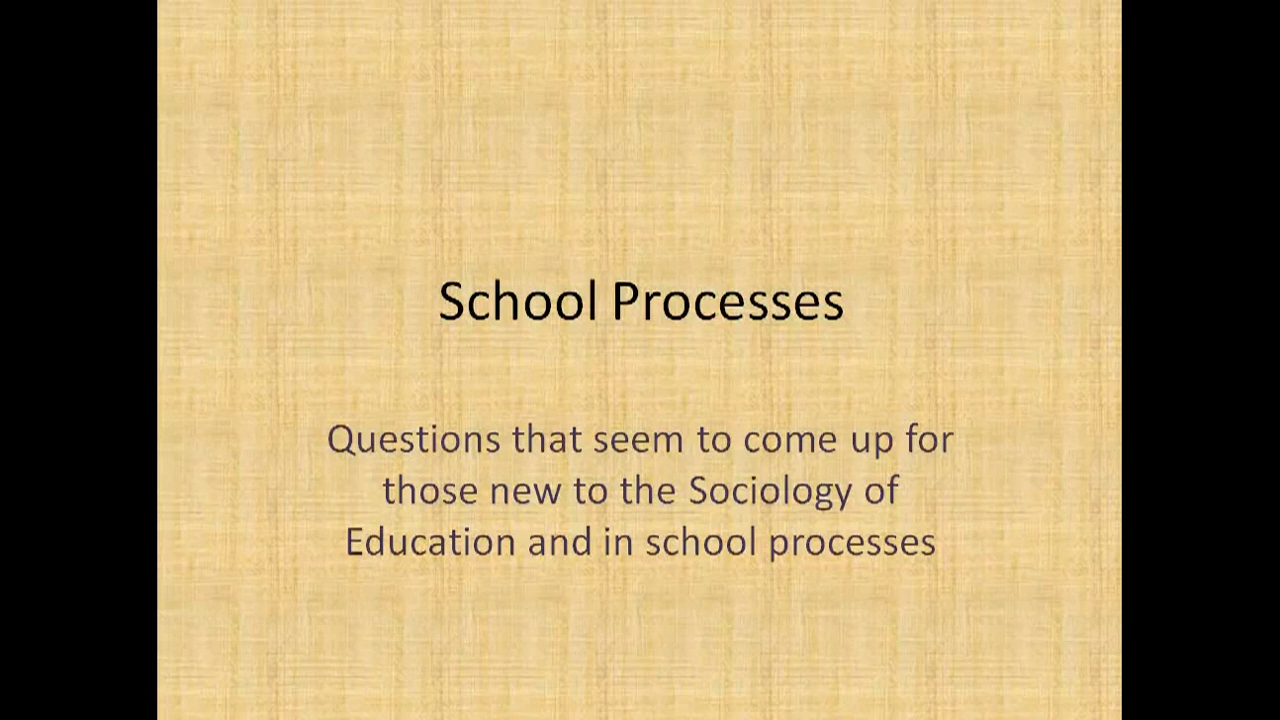 School Processes
Questions that seem to come up for
those new to the Sociology of
Education and in school processes